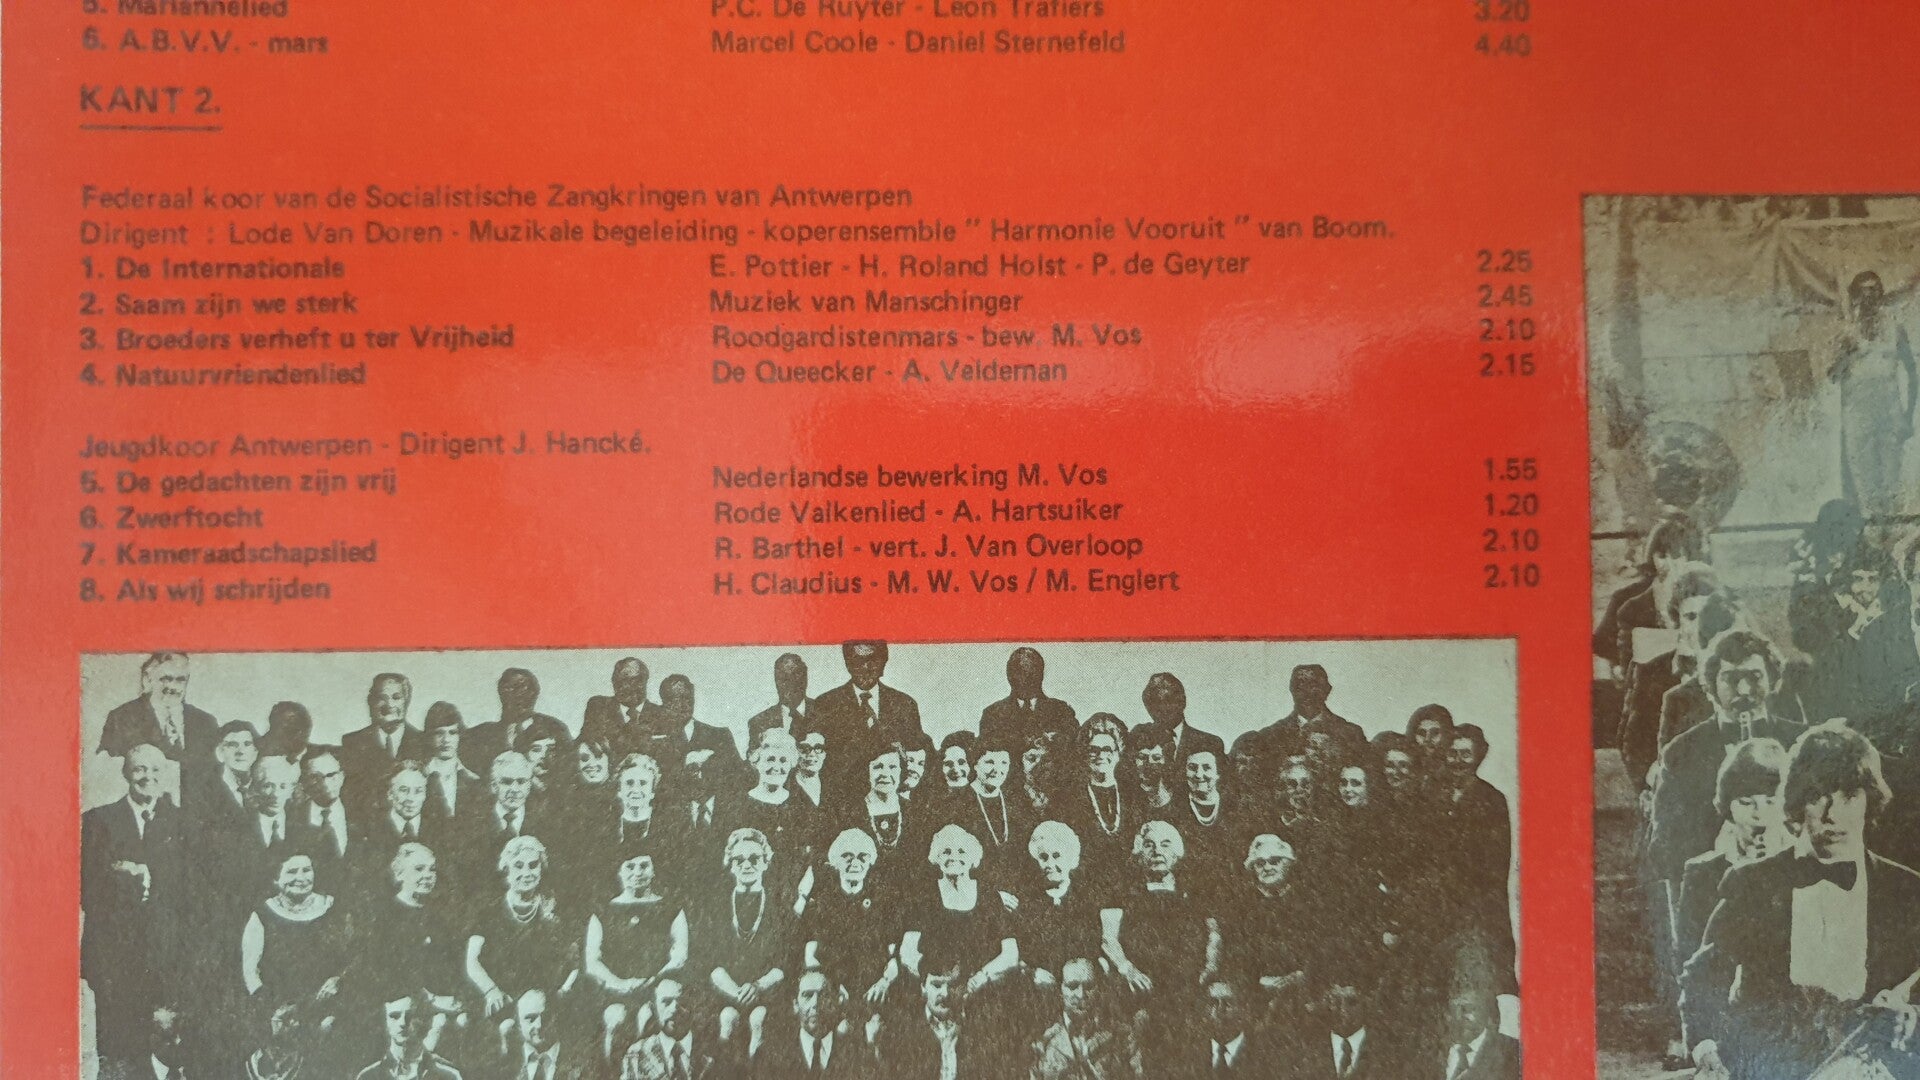 5. Mariannelied P.C. De Ruyter - Leon Trafiers 3.20
6. A.B.V.V. - mars Marcel Coole - Daniel Sternefeld 4.40
KANT 2.
Federaal koor van de Socialistische Zangkringen van Antwerpen
Dirigent : Lode Van Doren - Muzikale begeleiding - koperensemble " Harmonie Vooruit " van Boom.
1. De Internationale E. Pottier - H. Roland Holst - P. de Geyter 2.25
2. Saam zijn we sterk Muziek van Manschinger 2.45
3. Broeders verheft u ter Vrijheid Roodgardistenmars - bew. M. Vos 2.10
4. Natuurvriendenlied De Queecker - A. Veldeman 2.15
Jeugdkoor Antwerpen - Dirigent J. Hancké.
5. De gedachten zijn vrij Nederlandse bewerking M. Vos 1.55
6. Zwerftocht Rode Valkenlied - A. Hartsuiker 1.20
7. Kameraadschapslied R. Barthel - vert. J. Van Overloop 2.10
8. Als wij schrijden H. Claudius - M. W. Vos / M. Englert 2.10